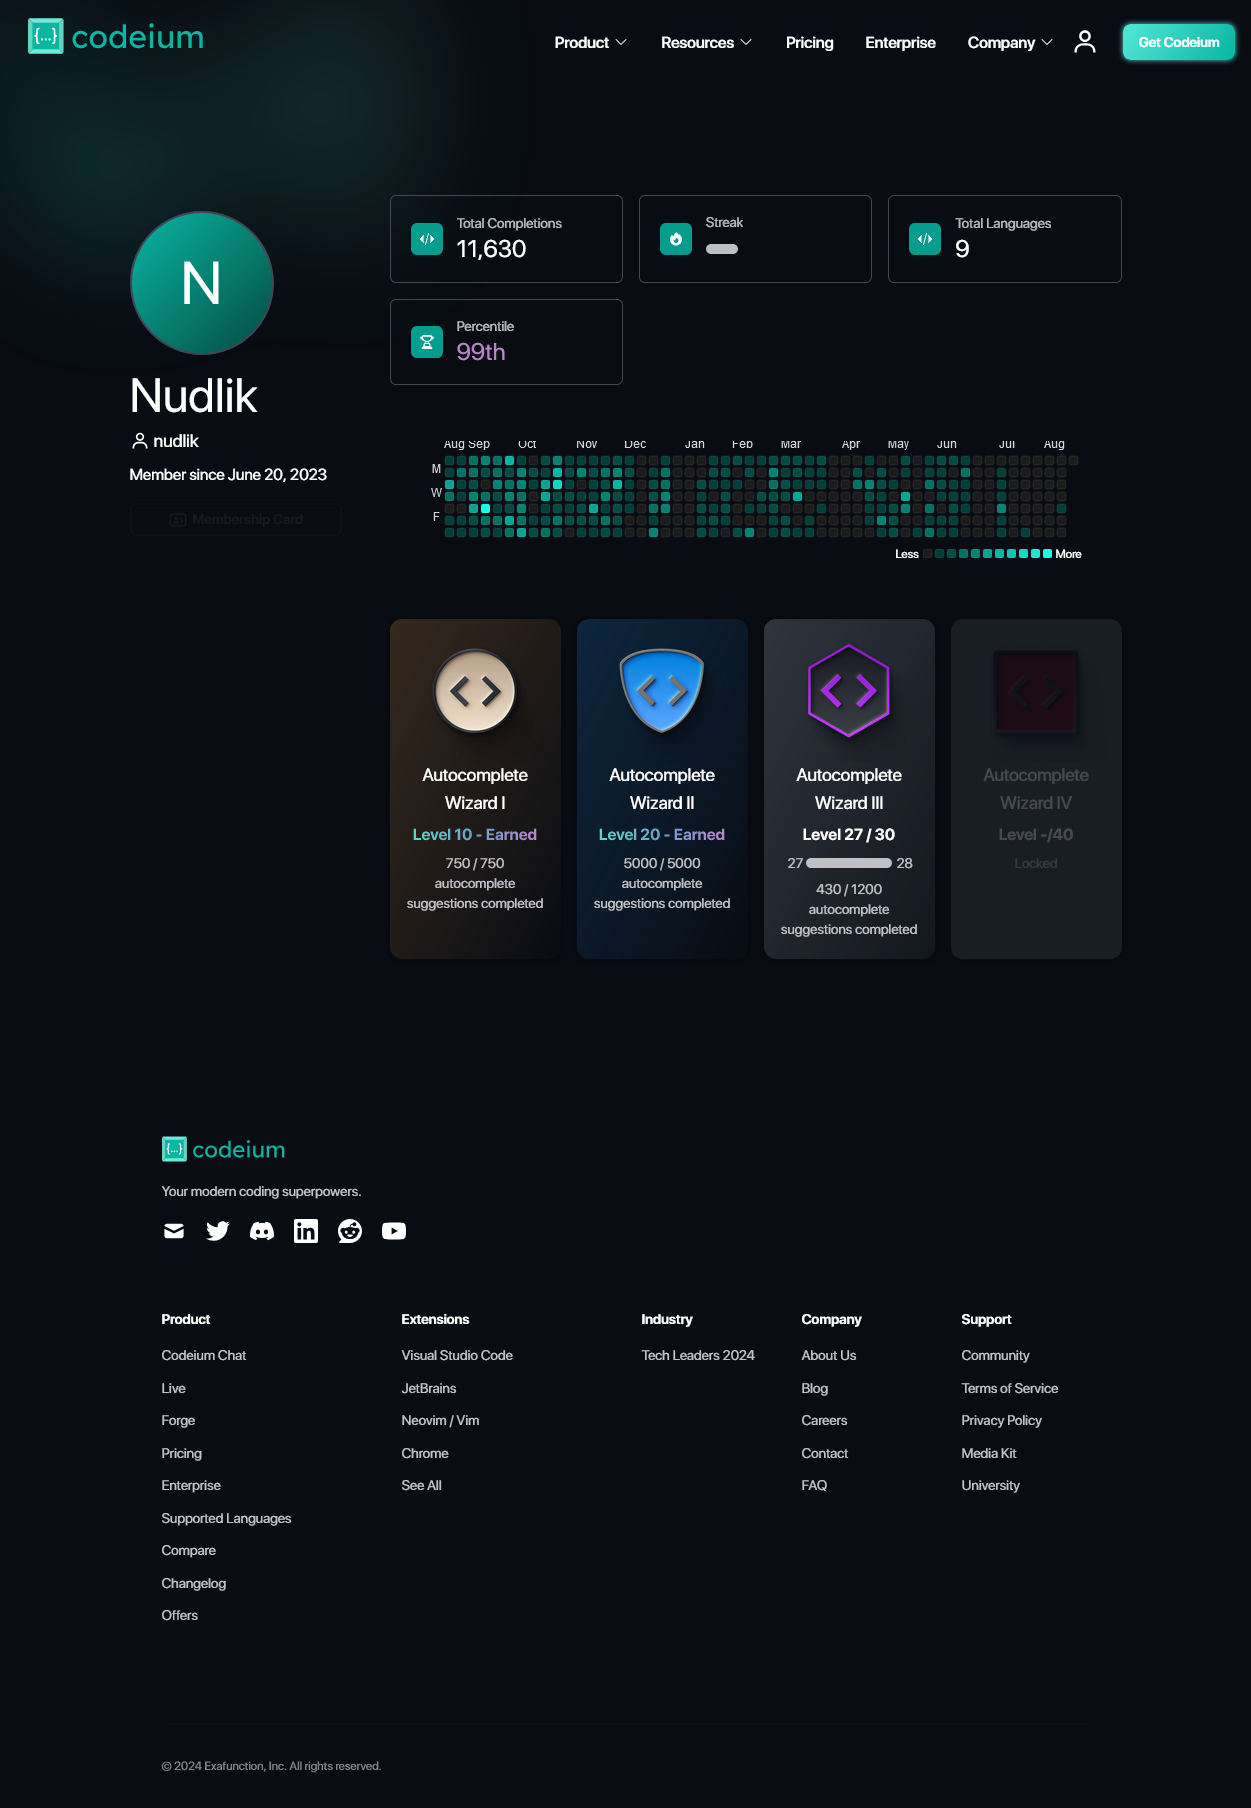 codeium
Product
Resources
Pricing
Enterprise
Company
Get Codeium
N
Nudlik
nudlik
Member since June 20, 2023
Membership Card
Total Completions
11,630
Streak
Total Languages
9
Percentile
99th
Aug Sep Oct Nov Dec Jan Feb Mar Apr May Jun Jul Aug
M
W
F
Less More
Autocomplete
Wizard I
Level 10 - Earned
750 / 750
autocomplete
suggestions completed
Autocomplete
Wizard II
Level 20 - Earned
5000 / 5000
autocomplete
suggestions completed
Autocomplete
Wizard III
Level 27 / 30
27 28
430 / 1200
autocomplete
suggestions completed
Autocomplete
Wizard IV
Level -/40
Locked
codeium
Your modern coding superpowers.
Product
Codeium Chat
Live
Forge
Pricing
Enterprise
Supported Languages
Compare
Changelog
Offers
Extensions
Visual Studio Code
JetBrains
Neovim / Vim
Chrome
See All
Industry
Tech Leaders 2024
Company
About Us
Blog
Careers
Contact
FAQ
Support
Community
Terms of Service
Privacy Policy
Media Kit
University
© 2024 Exafunction, Inc. All rights reserved.